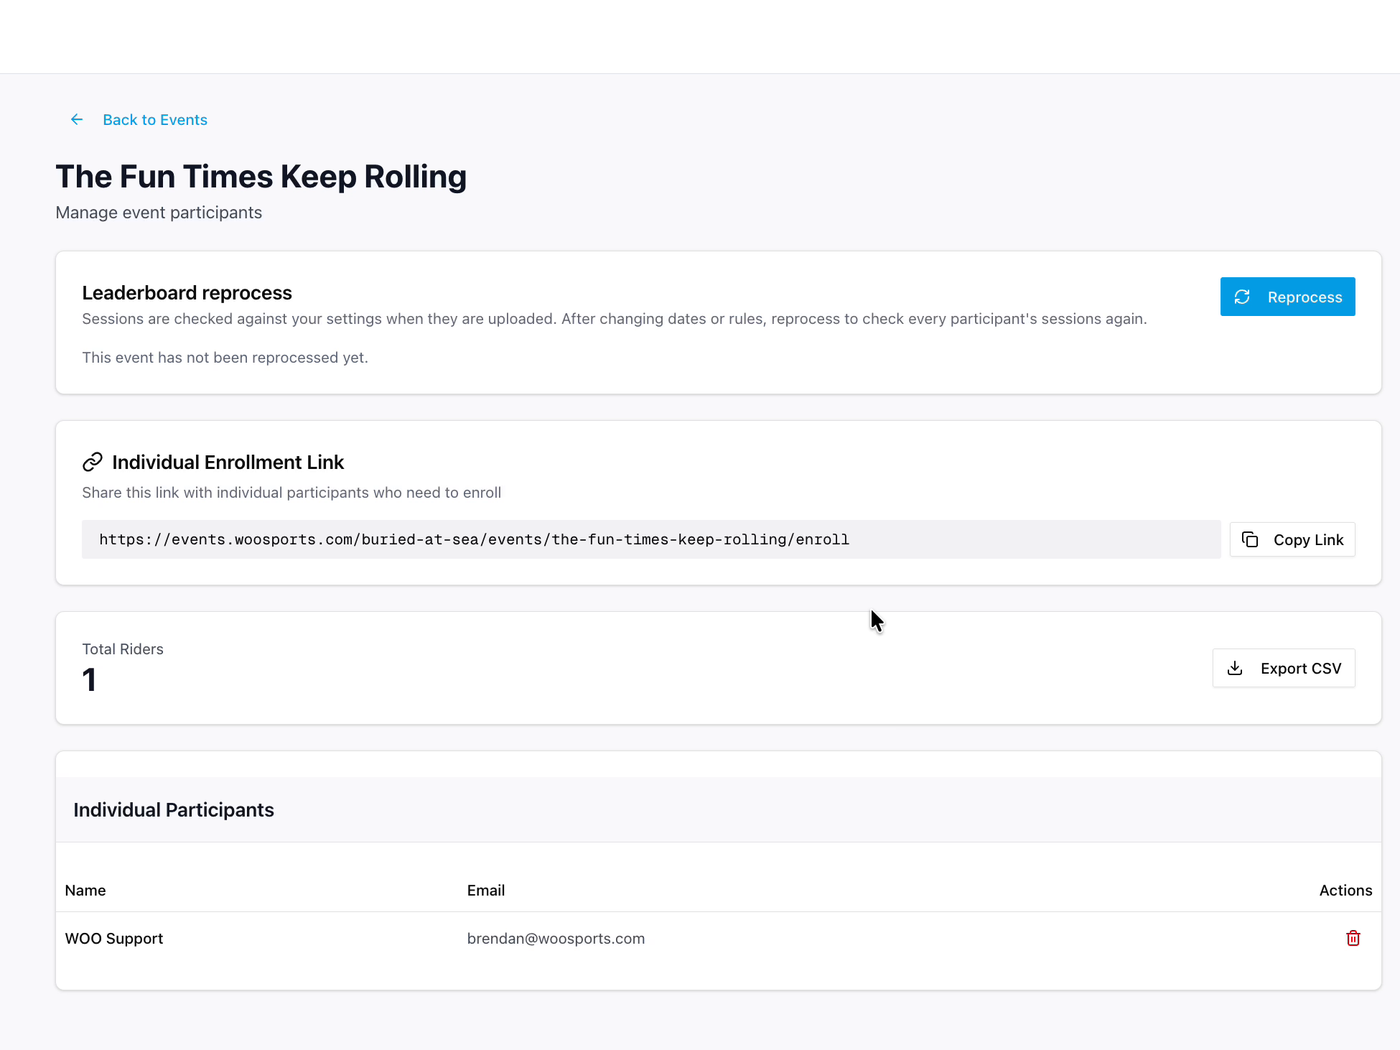 Back to Events
The Fun Times Keep Rolling
Manage event participants
Leaderboard reprocess
Reprocess
Sessions are checked against your settings when they are uploaded. After changing dates or rules, reprocess to check every participant's sessions again.
This event has not been reprocessed yet.
Individual Enrollment Link
Share this link with individual participants who need to enroll
https://events.woosports.com/buried-at-sea/events/the-fun-times-keep-rolling/enroll
Copy Link
Total Riders
1
Export CSV
Individual Participants
Name Email Actions
WOO Support brendan@woosports.com